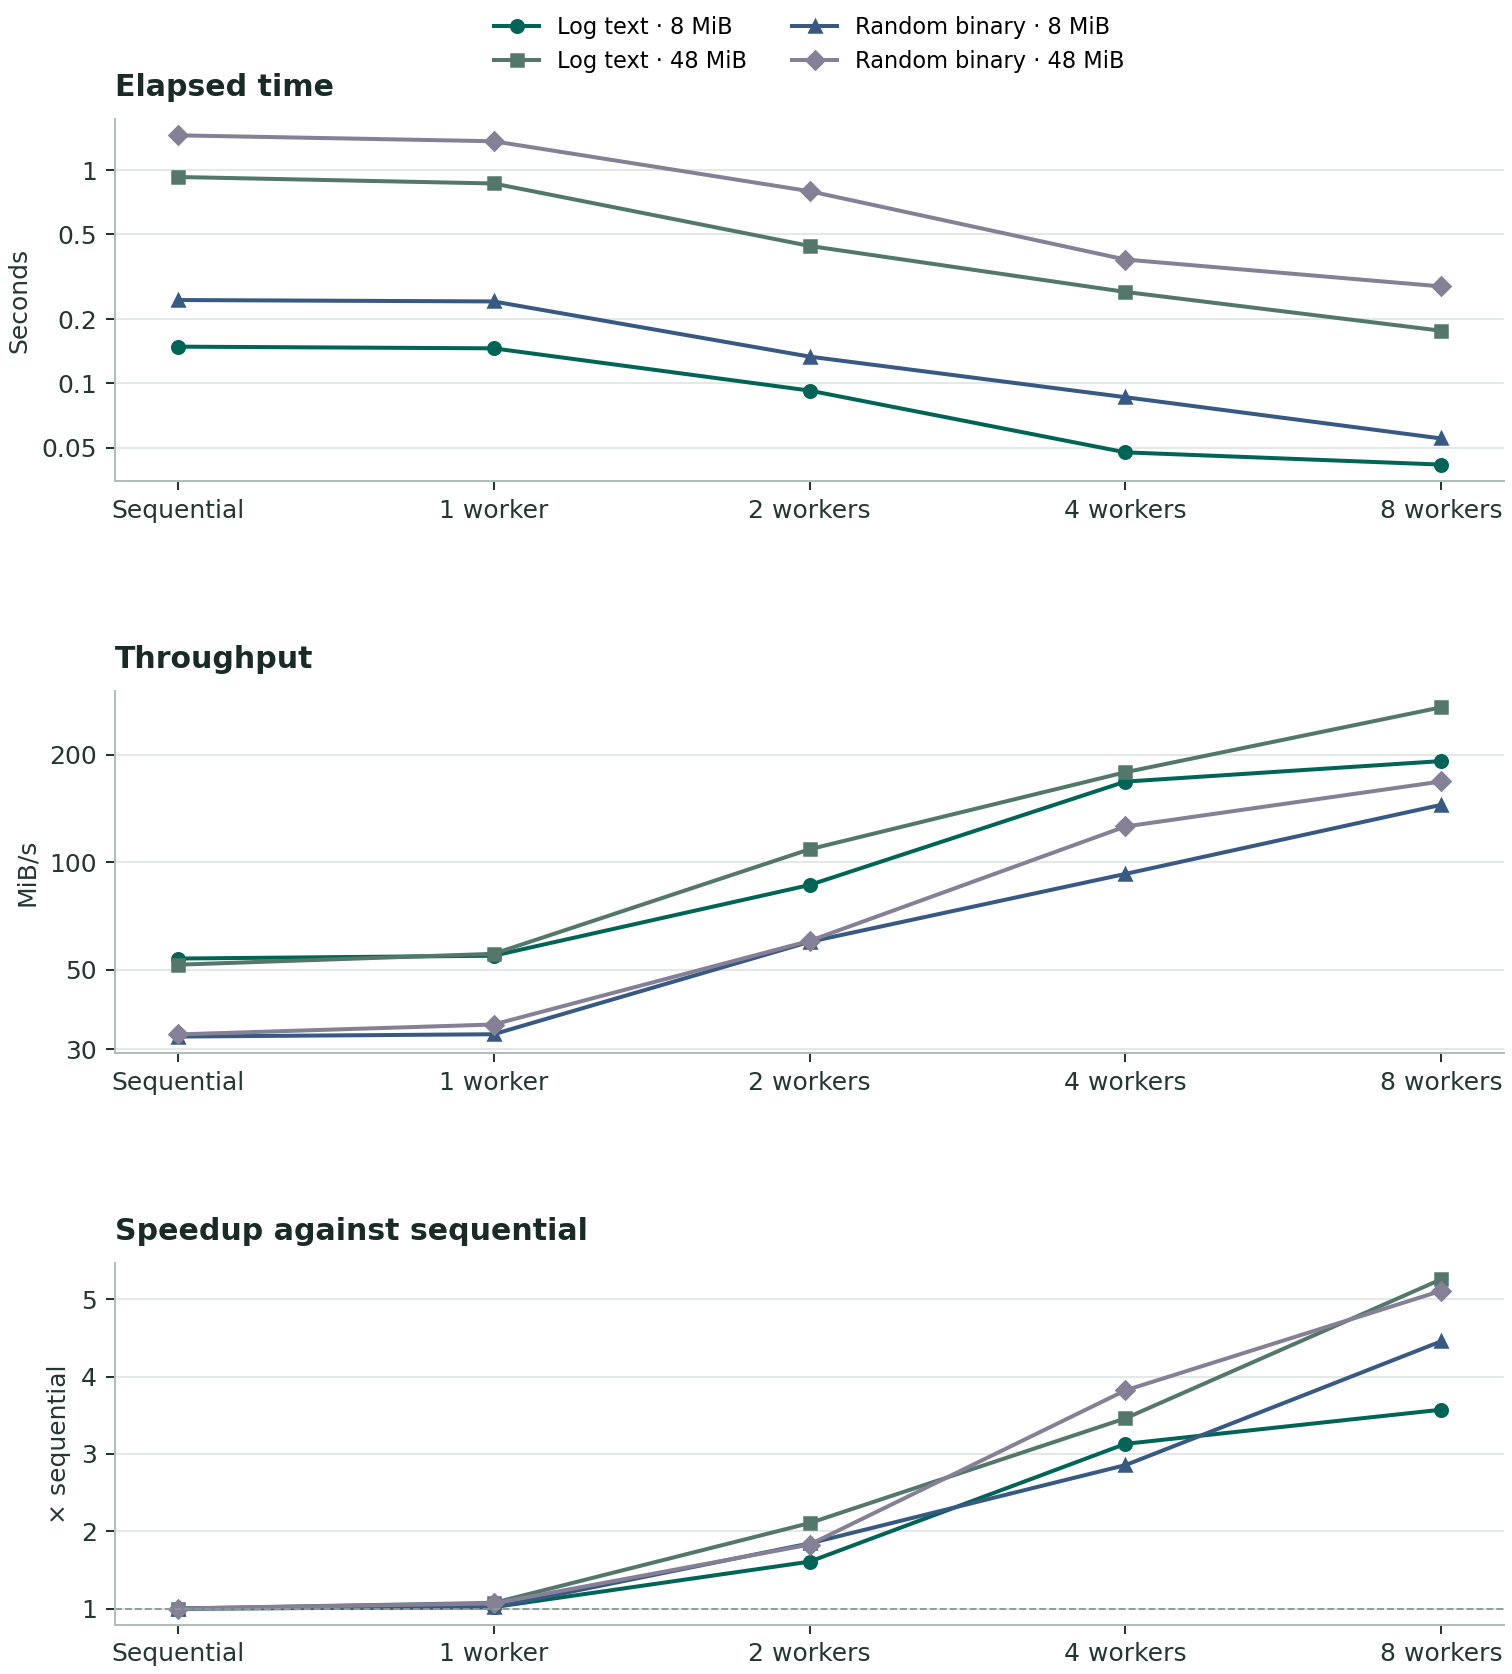 Log text · 8 MiB
Log text · 48 MiB
Random binary · 8 MiB
Random binary · 48 MiB
Elapsed time
Seconds
1
0.5
0.2
0.1
0.05
Sequential
1 worker
2 workers
4 workers
8 workers
Throughput
MiB/s
200
100
50
30
Sequential
1 worker
2 workers
4 workers
8 workers
Speedup against sequential
× sequential
5
4
3
2
1
Sequential
1 worker
2 workers
4 workers
8 workers